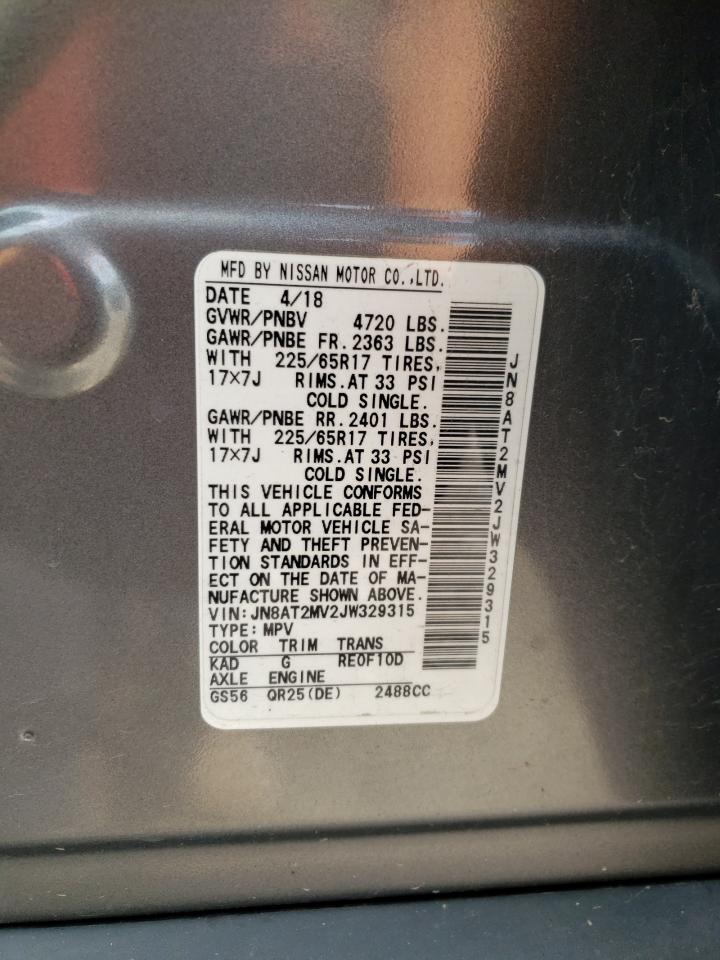 MFD BY NISSAN MOTOR CO.,LTD.
DATE 4/18
GVWR/PNBV 4720 LBS.
GAWR/PNBE FR. 2363 LBS.
WITH 225/65R17 TIRES,
17×7J RIMS. AT 33 PSI
COLD SINGLE.
GAWR/PNBE RR. 2401 LBS.
WITH 225/65R17 TIRES,
17×7J RIMS. AT 33 PSI
COLD SINGLE.
THIS VEHICLE CONFORMS
TO ALL APPLICABLE FED-
ERAL MOTOR VEHICLE SA-
FETY AND THEFT PREVEN-
TION STANDARDS IN EFF-
ECT ON THE DATE OF MA-
NUFACTURE SHOWN ABOVE.
VIN:JN8AT2MV2JW329315
TYPE:MPV
COLOR TRIM TRANS
KAD G RE0F10D
AXLE ENGINE
GS56 QR25(DE) 2488CC
JN8AT2MV2JW329315